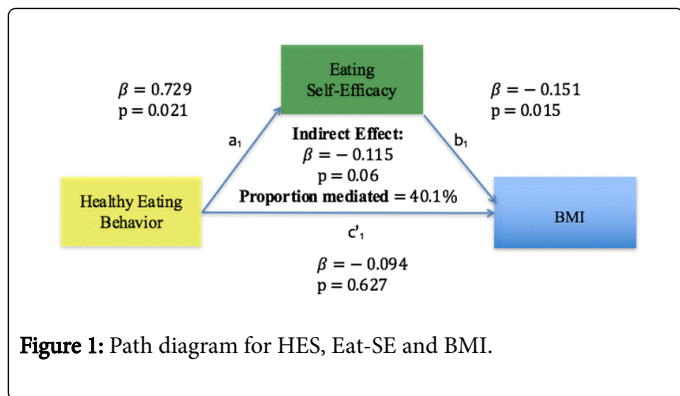 Eating
Self-Efficacy
β = 0.729
p = 0.021
β = − 0.151
p = 0.015
a₁
b₁
Indirect Effect:
β = − 0.115
p = 0.06
Proportion mediated = 40.1%
Healthy Eating
Behavior
BMI
c'₁
β = − 0.094
p = 0.627
Figure 1: Path diagram for HES, Eat-SE and BMI.